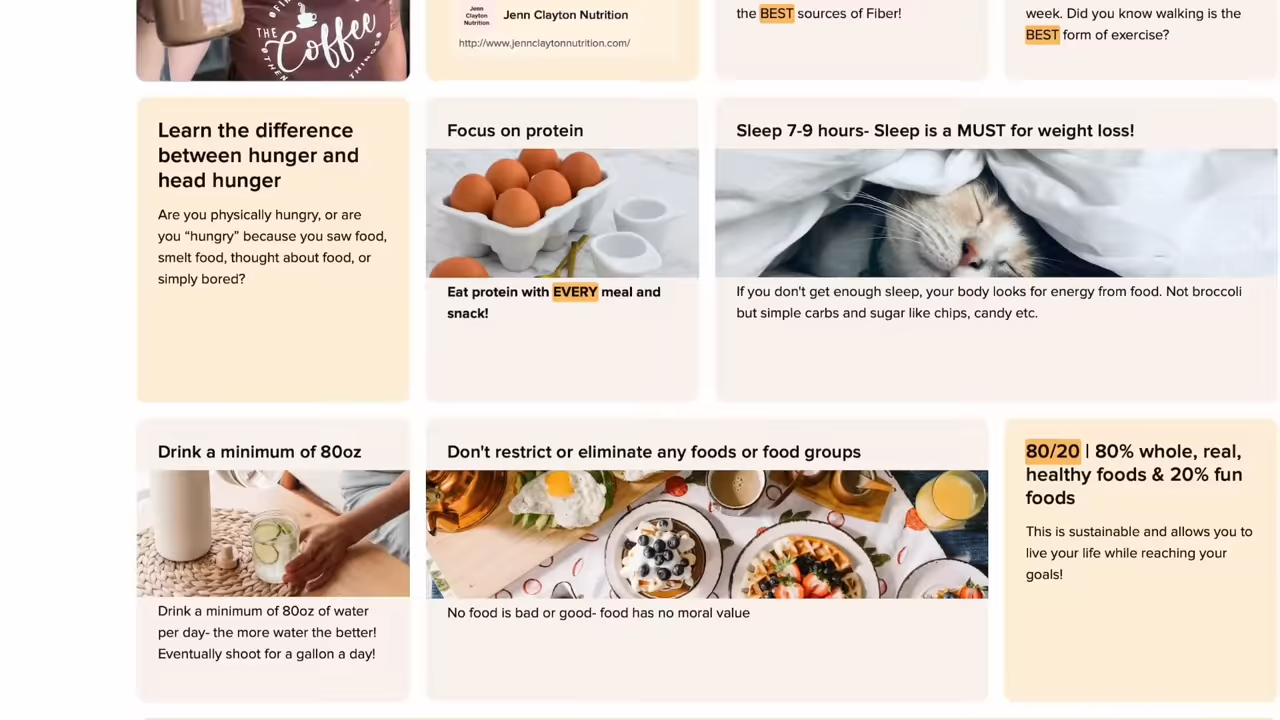 THE
Coffee
THEN
THINGS
Jenn
Clayton
Nutrition
Jenn Clayton Nutrition
http://www.jennclaytonnutrition.com/
the BEST sources of Fiber!
week. Did you know walking is the
BEST form of exercise?
Learn the difference
between hunger and
head hunger
Are you physically hungry, or are
you “hungry” because you saw food,
smelt food, thought about food, or
simply bored?
Focus on protein
Eat protein with EVERY meal and
snack!
Sleep 7-9 hours- Sleep is a MUST for weight loss!
If you don't get enough sleep, your body looks for energy from food. Not broccoli
but simple carbs and sugar like chips, candy etc.
Drink a minimum of 80oz
Drink a minimum of 80oz of water
per day- the more water the better!
Eventually shoot for a gallon a day!
Don't restrict or eliminate any foods or food groups
No food is bad or good- food has no moral value
80/20 | 80% whole, real,
healthy foods & 20% fun
foods
This is sustainable and allows you to
live your life while reaching your
goals!